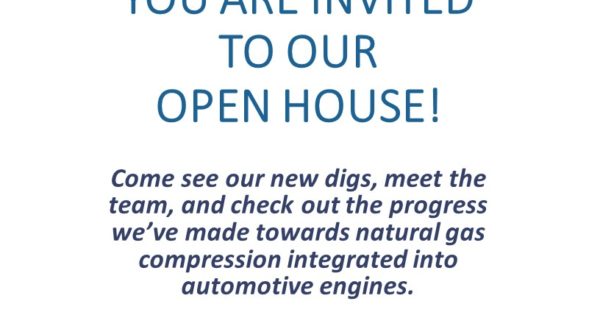 YOU ARE INVITED
TO OUR
OPEN HOUSE!
Come see our new digs, meet the
team, and check out the progress
we've made towards natural gas
compression integrated into
automotive engines.